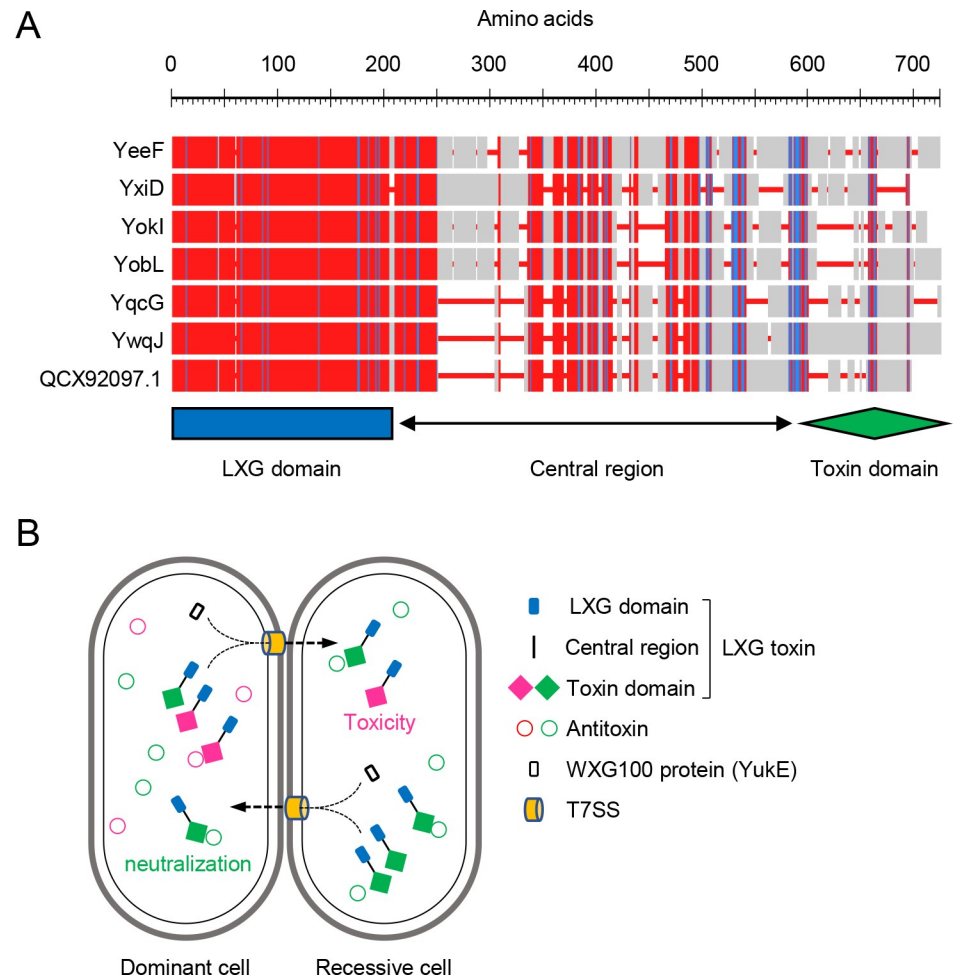 A
Amino acids
0 100 200 300 400 500 600 700
YeeF
YxiD
YokI
YobL
YqcG
YwqJ
QCX92097.1
LXG domain
Central region
Toxin domain
B
Toxicity
neutralization
Dominant cell
Recessive cell
LXG domain
Central region
LXG toxin
Toxin domain
Antitoxin
WXG100 protein (YukE)
T7SS